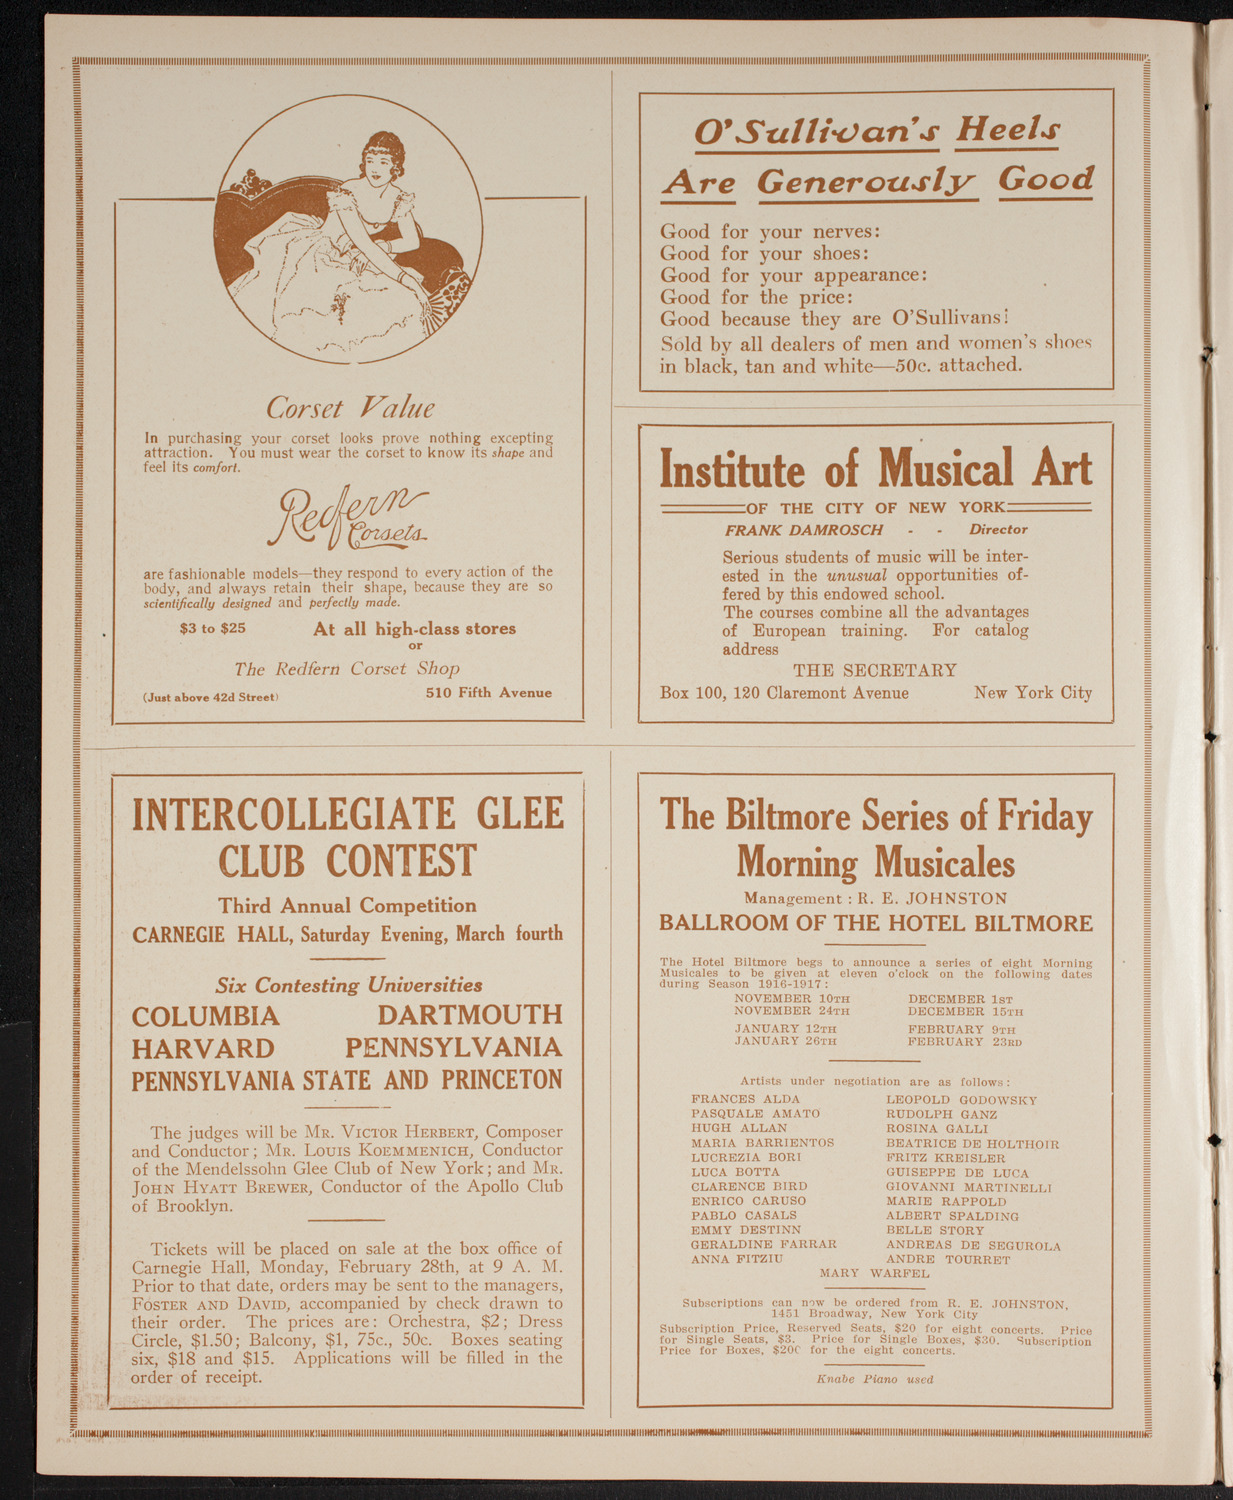 Corset Value
In purchasing your corset looks prove nothing excepting
attraction. You must wear the corset to know its shape and
feel its comfort.
Redfern
Corsets
are fashionable models—they respond to every action of the
body, and always retain their shape, because they are so
scientifically designed and perfectly made.
$3 to $25 At all high-class stores
or
The Redfern Corset Shop
(Just above 42d Street) 510 Fifth Avenue
O'Sullivan's Heels
Are Generously Good
Good for your nerves:
Good for your shoes:
Good for your appearance:
Good for the price:
Good because they are O'Sullivans!
Sold by all dealers of men and women's shoes
in black, tan and white—50c. attached.
Institute of Musical Art
OF THE CITY OF NEW YORK
FRANK DAMROSCH - - Director
Serious students of music will be inter-
ested in the unusual opportunities of-
fered by this endowed school.
The courses combine all the advantages
of European training. For catalog
address
THE SECRETARY
Box 100, 120 Claremont Avenue New York City
INTERCOLLEGIATE GLEE
CLUB CONTEST
Third Annual Competition
CARNEGIE HALL, Saturday Evening, March fourth
Six Contesting Universities
COLUMBIA DARTMOUTH
HARVARD PENNSYLVANIA
PENNSYLVANIA STATE AND PRINCETON
The judges will be MR. VICTOR HERBERT, Composer
and Conductor; MR. LOUIS KOEMMENICH, Conductor
of the Mendelssohn Glee Club of New York; and MR.
JOHN HYATT BREWER, Conductor of the Apollo Club
of Brooklyn.
Tickets will be placed on sale at the box office of
Carnegie Hall, Monday, February 28th, at 9 A. M.
Prior to that date, orders may be sent to the managers,
FOSTER AND DAVID, accompanied by check drawn to
their order. The prices are: Orchestra, $2; Dress
Circle, $1.50; Balcony, $1, 75c., 50c. Boxes seating
six, $18 and $15. Applications will be filled in the
order of receipt.
The Biltmore Series of Friday
Morning Musicales
Management : R. E. JOHNSTON
BALLROOM OF THE HOTEL BILTMORE
The Hotel Biltmore begs to announce a series of eight Morning
Musicales to be given at eleven o'clock on the following dates
during Season 1916-1917:
NOVEMBER 10TH DECEMBER 1ST
NOVEMBER 24TH DECEMBER 15TH
JANUARY 12TH FEBRUARY 9TH
JANUARY 26TH FEBRUARY 23RD
Artists under negotiation are as follows:
FRANCES ALDA LEOPOLD GODOWSKY
PASQUALE AMATO RUDOLPH GANZ
HUGH ALLAN ROSINA GALLI
MARIA BARRIENTOS BEATRICE DE HOLTHOIR
LUCREZIA BORI FRITZ KREISLER
LUCA BOTTA GUISEPPE DE LUCA
CLARENCE BIRD GIOVANNI MARTINELLI
ENRICO CARUSO MARIE RAPPOLD
PABLO CASALS ALBERT SPALDING
EMMY DESTINN BELLE STORY
GERALDINE FARRAR ANDREAS DE SEGUROLA
ANNA FITZIU ANDRE TOURRET
MARY WARFEL
Subscriptions can now be ordered from R. E. JOHNSTON,
1451 Broadway, New York City
Subscription Price, Reserved Seats, $20 for eight concerts. Price
for Single Seats, $3. Price for Single Boxes, $30. Subscription
Price for Boxes, $200 for the eight concerts.
Knabe Piano used